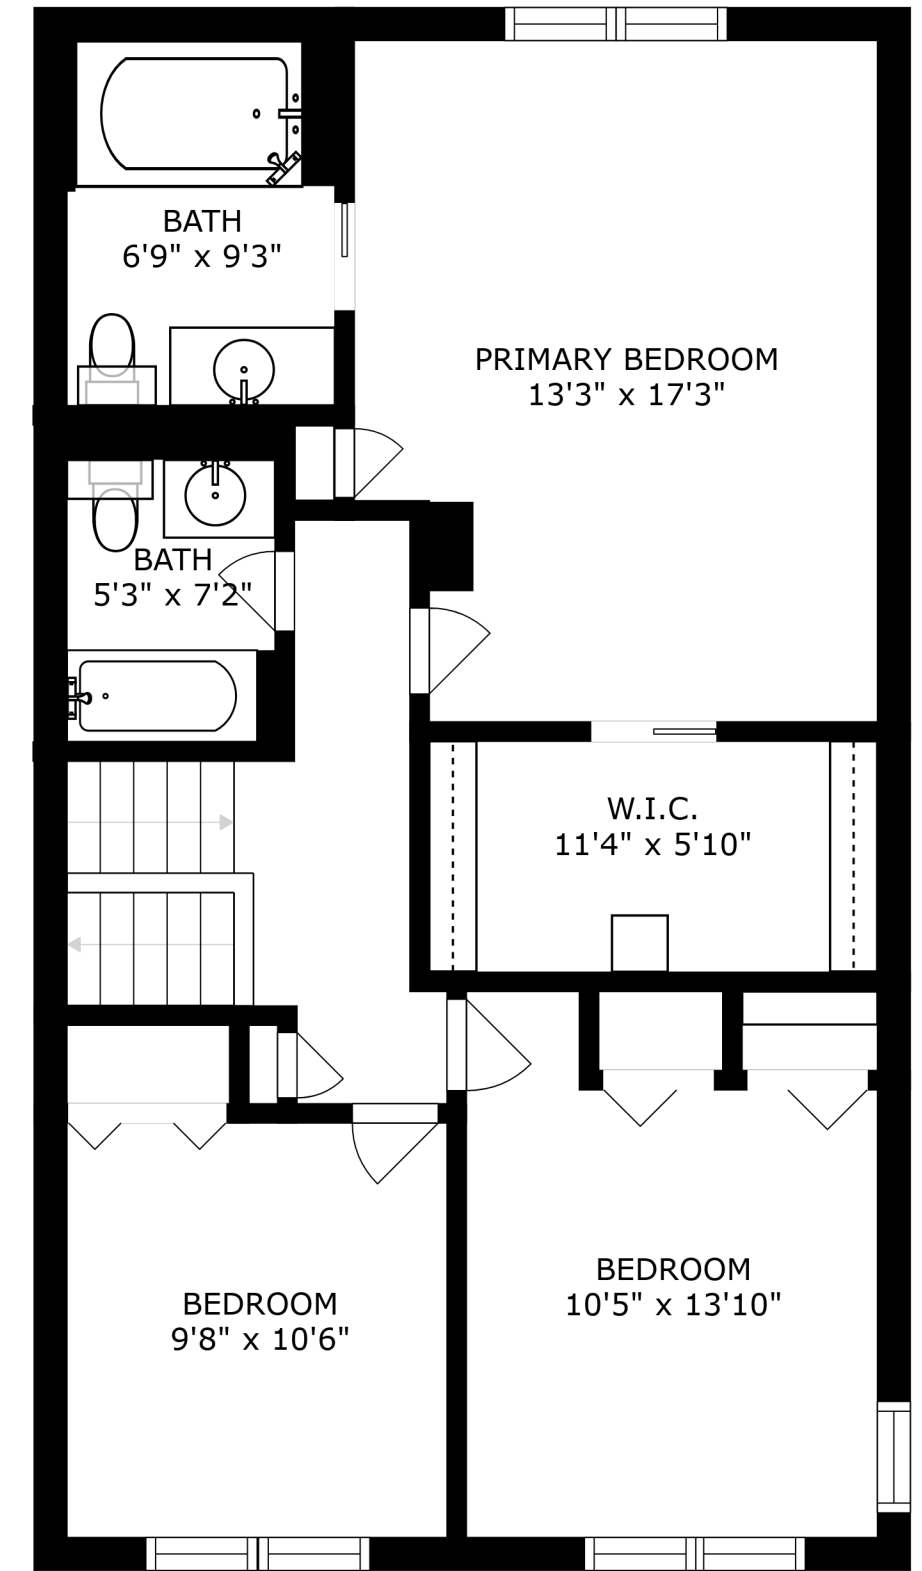 BATH
6'9" x 9'3"
PRIMARY BEDROOM
13'3" x 17'3"
BATH
5'3" x 7'2"
W.I.C.
11'4" x 5'10"
BEDROOM
10'5" x 13'10"
BEDROOM
9'8" x 10'6"